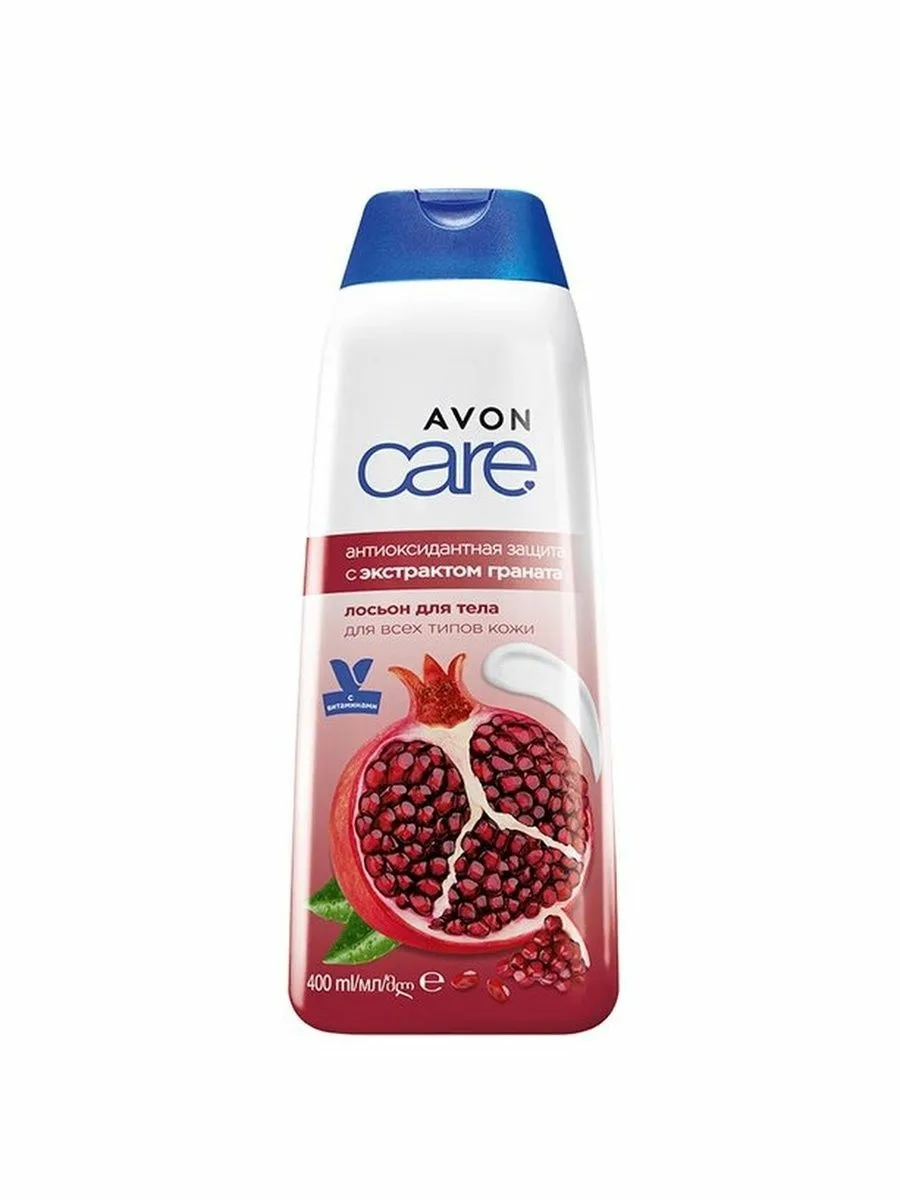 AVON
care
антиоксидантная защита
с экстрактом граната
лосьон для тела
для всех типов кожи
с
витаминами
400 ml/мл/მლ e